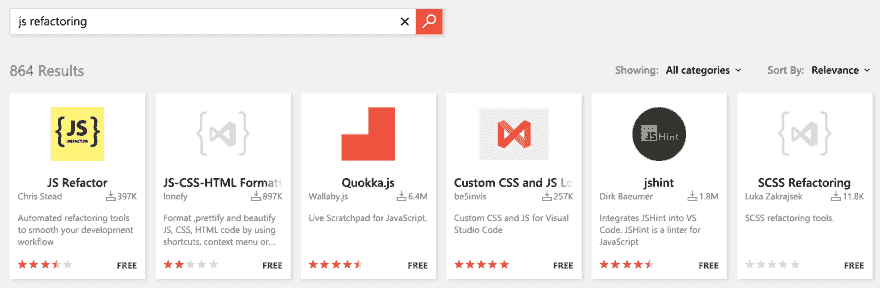 js refactoring
864 Results
Showing: All categories
Sort By: Relevance
{JS}
REFACTOR
JS Refactor
Chris Stead 397K
Automated refactoring tools
to smooth your development
workflow
FREE
JS-CSS-HTML Formatt
lonefy 897K
Format ,prettify and beautify
JS, CSS, HTML code by using
shortcuts, context menu or...
FREE
Quokka.js
Wallaby.js 6.4M
Live Scratchpad for JavaScript.
FREE
Custom CSS and JS Lo
be5invis 257K
Custom CSS and JS for Visual
Studio Code
FREE
JSHint
jshint
Dirk Baeumer 1.8M
Integrates JSHint into VS
Code. JSHint is a linter for
JavaScript
FREE
SCSS Refactoring
Luka Zakrajsek 11.8K
SCSS refactoring tools.
FREE